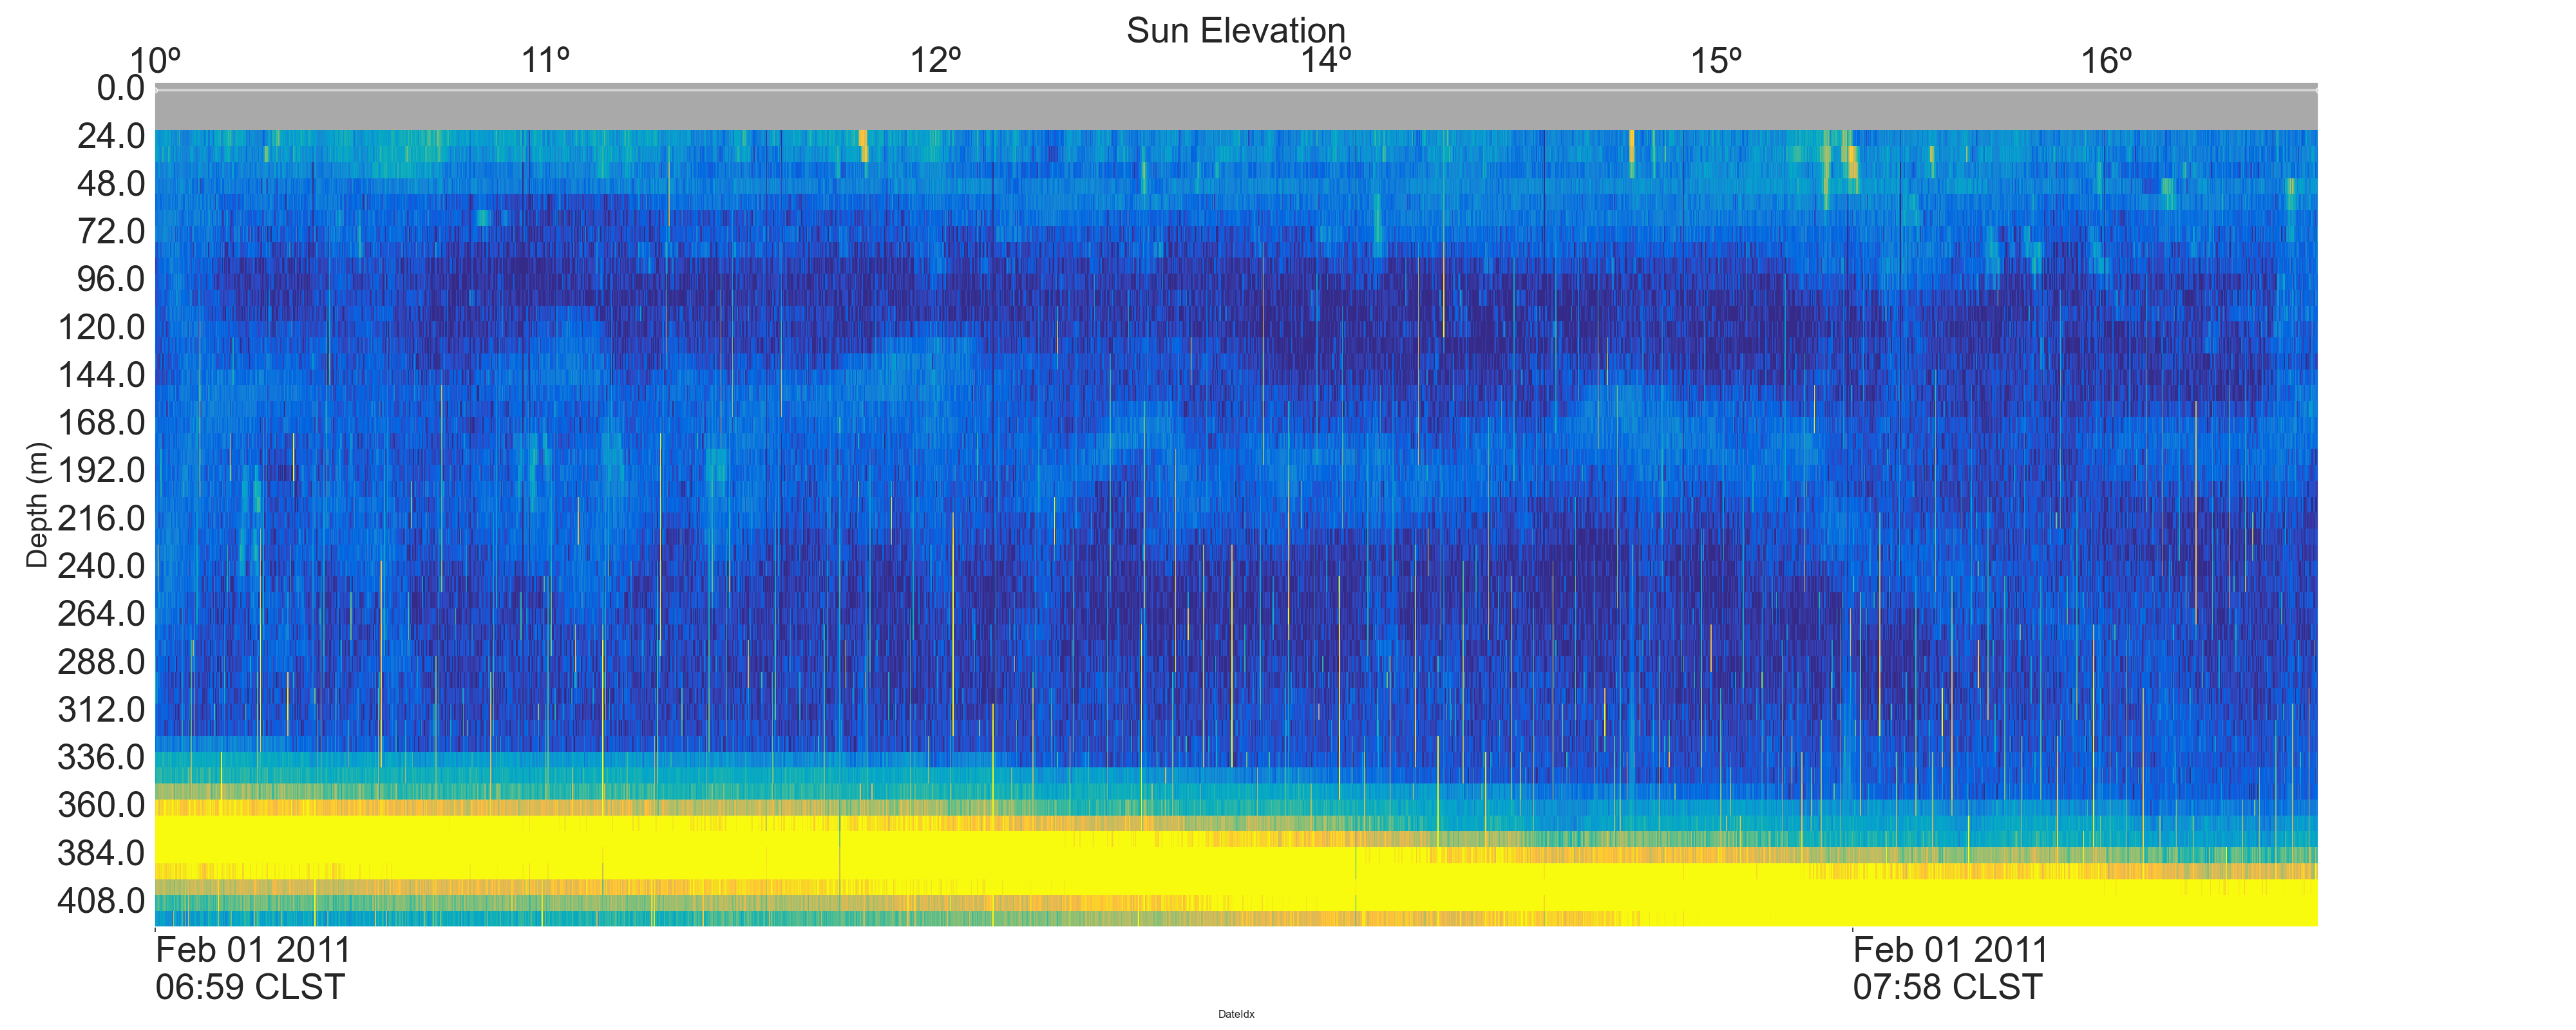 Sun Elevation
10º 11º 12º 14º 15º 16º
0.0
24.0
48.0
72.0
96.0
120.0
144.0
168.0
192.0
216.0
240.0
264.0
288.0
312.0
336.0
360.0
384.0
408.0
Depth (m)
Feb 01 2011
06:59 CLST
Feb 01 2011
07:58 CLST
DateIdx